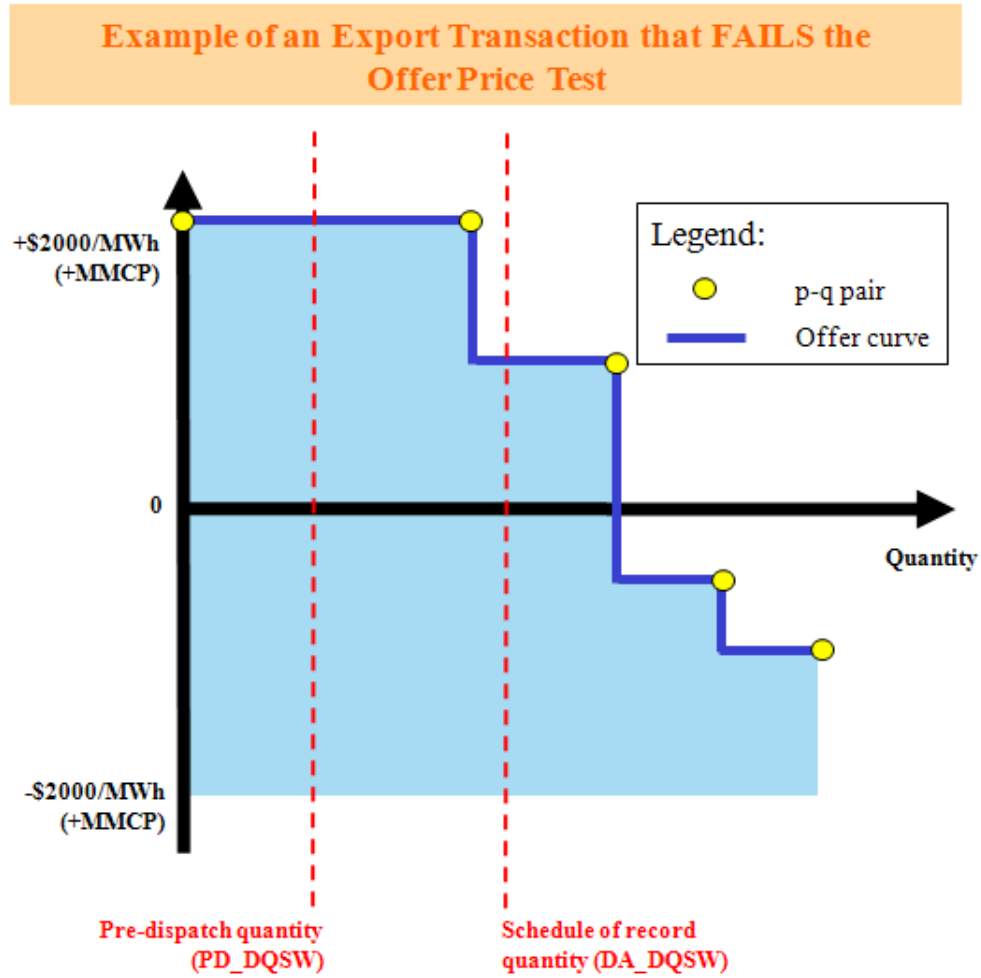 Example of an Export Transaction that FAILS the
Offer Price Test
+$2000/MWh
(+MMCP)
Legend:
p-q pair
Offer curve
0
Quantity
-$2000/MWh
(+MMCP)
Pre-dispatch quantity
(PD_DQSW)
Schedule of record
quantity (DA_DQSW)